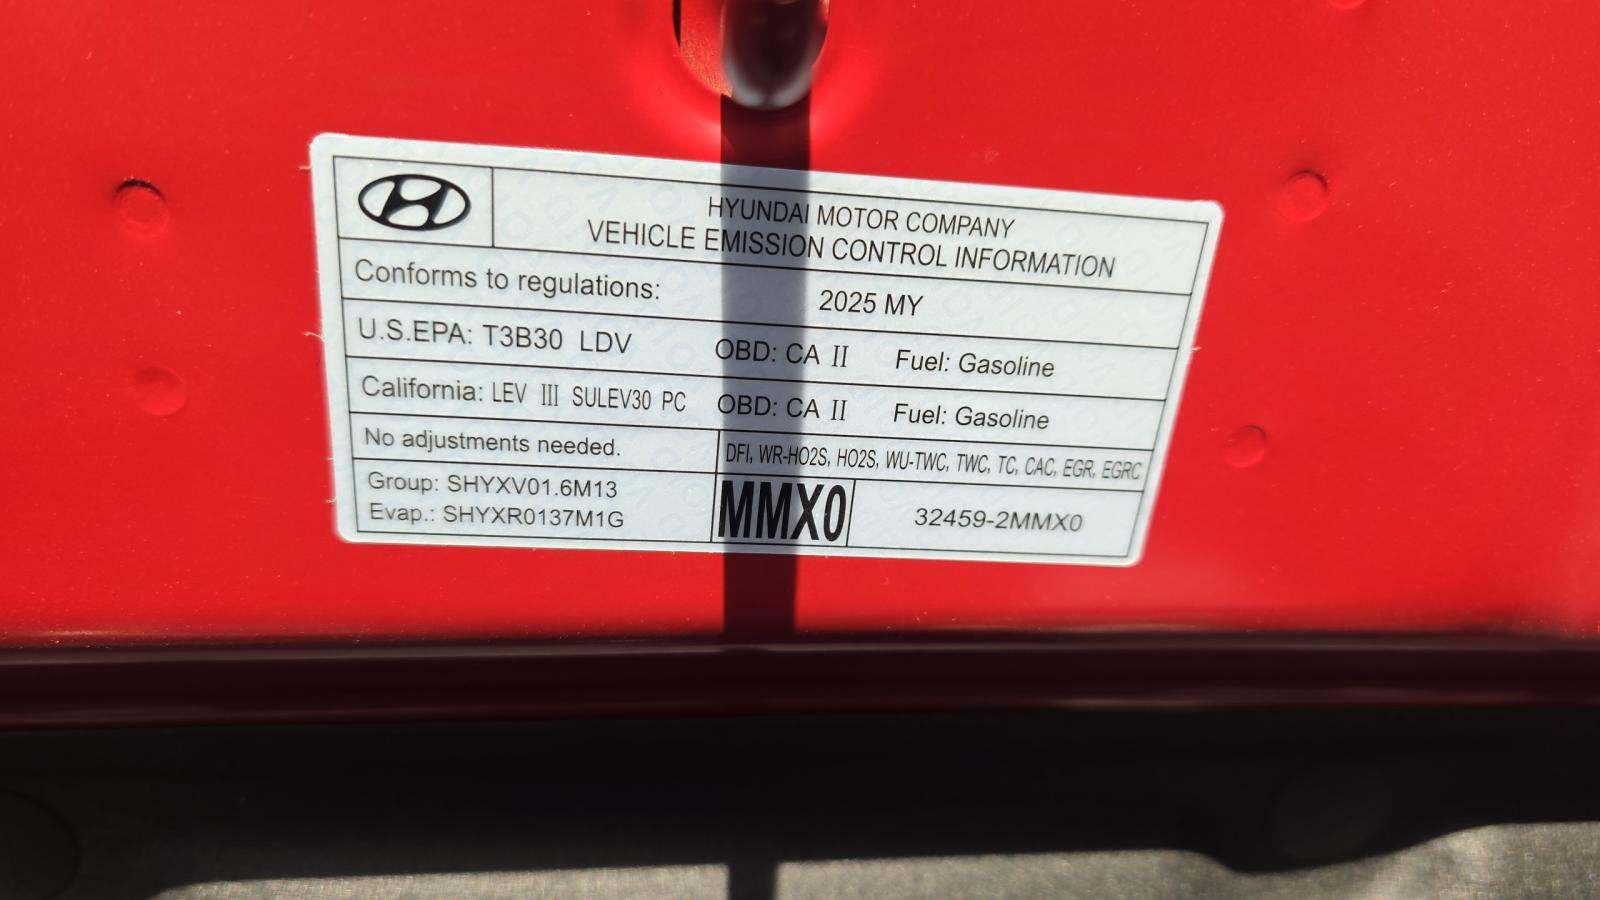 HYUNDAI MOTOR COMPANY
VEHICLE EMISSION CONTROL INFORMATION
Conforms to regulations: 2025 MY
U.S.EPA: T3B30 LDV OBD: CA II Fuel: Gasoline
California: LEV III SULEV30 PC OBD: CA II Fuel: Gasoline
No adjustments needed. DFI, WR-HO2S, HO2S, WU-TWC, TWC, TC, CAC, EGR, EGRC
Group: SHYXV01.6M13
Evap.: SHYXR0137M1G
MMX0 32459-2MMX0